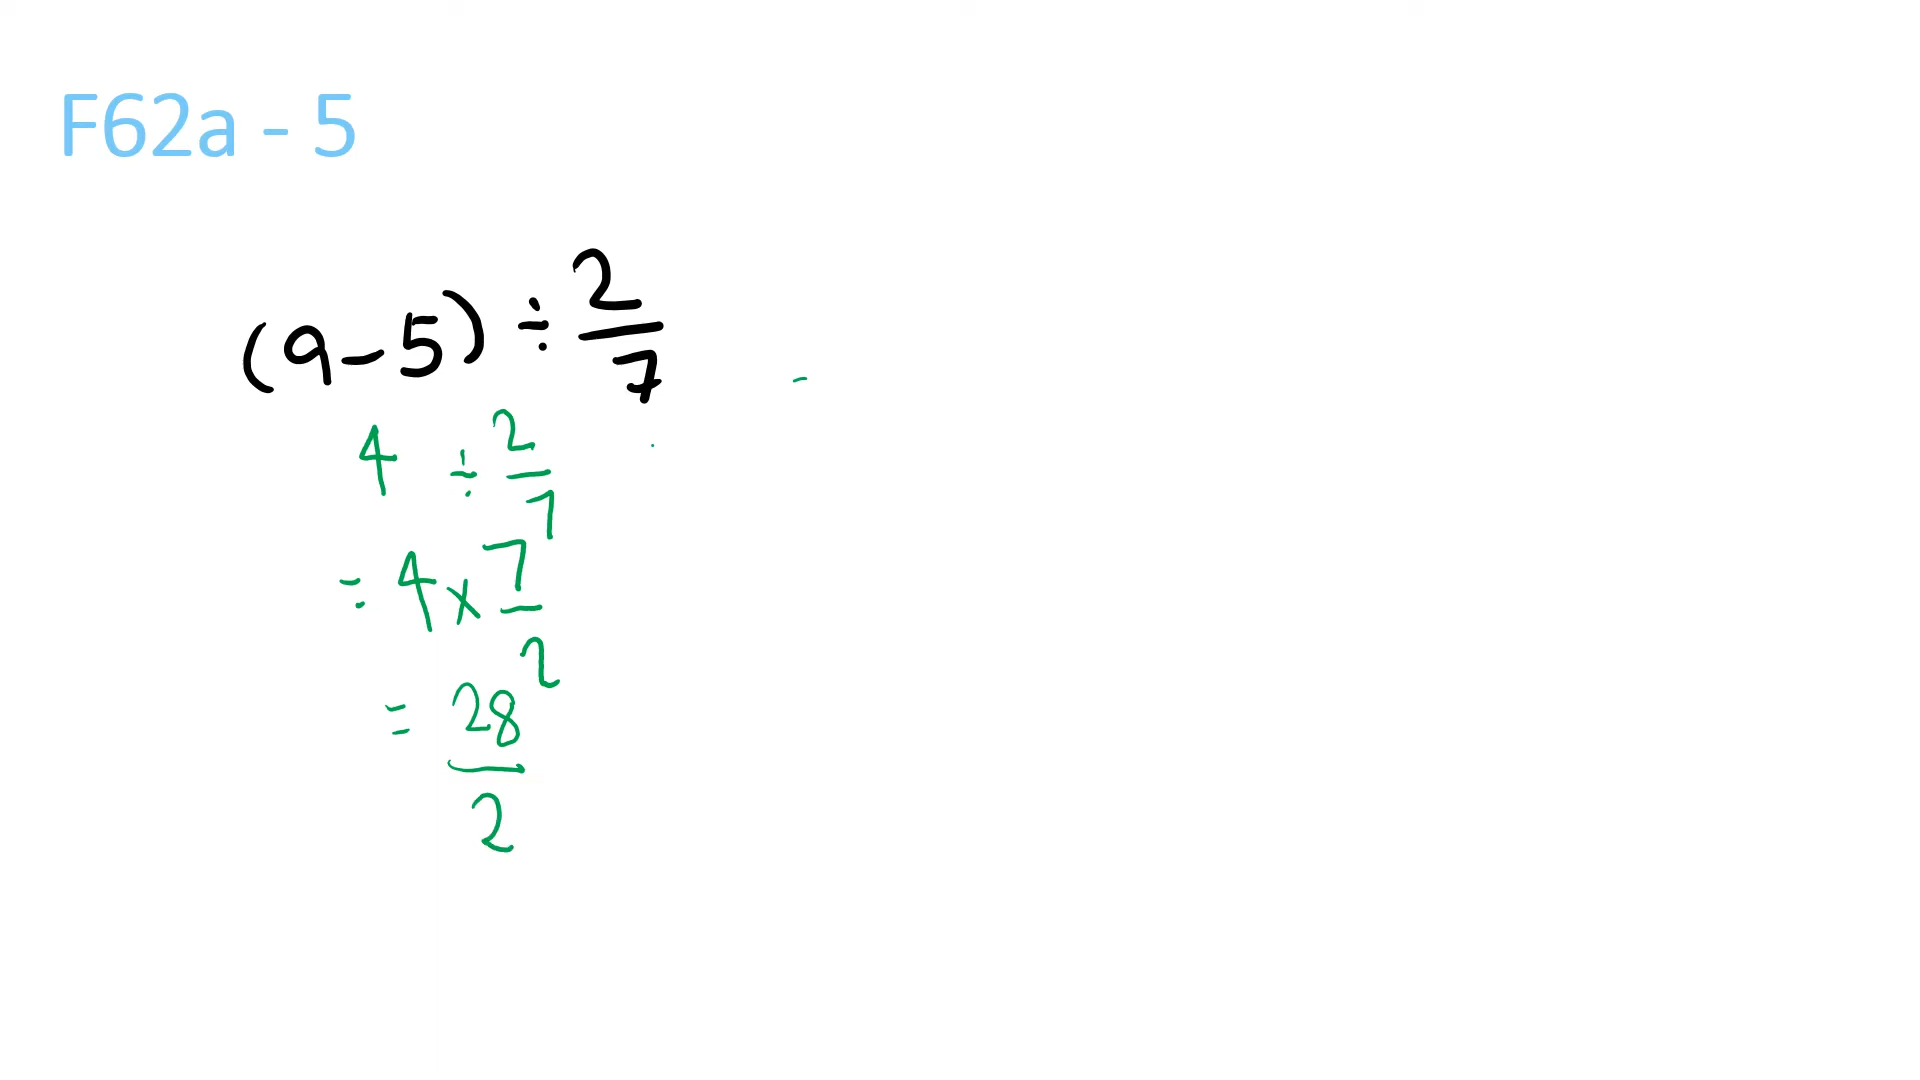 F62a - 5
(9-5) ÷ 2/7
4 ÷ 2/7
= 4 x 7/2
= 28/2